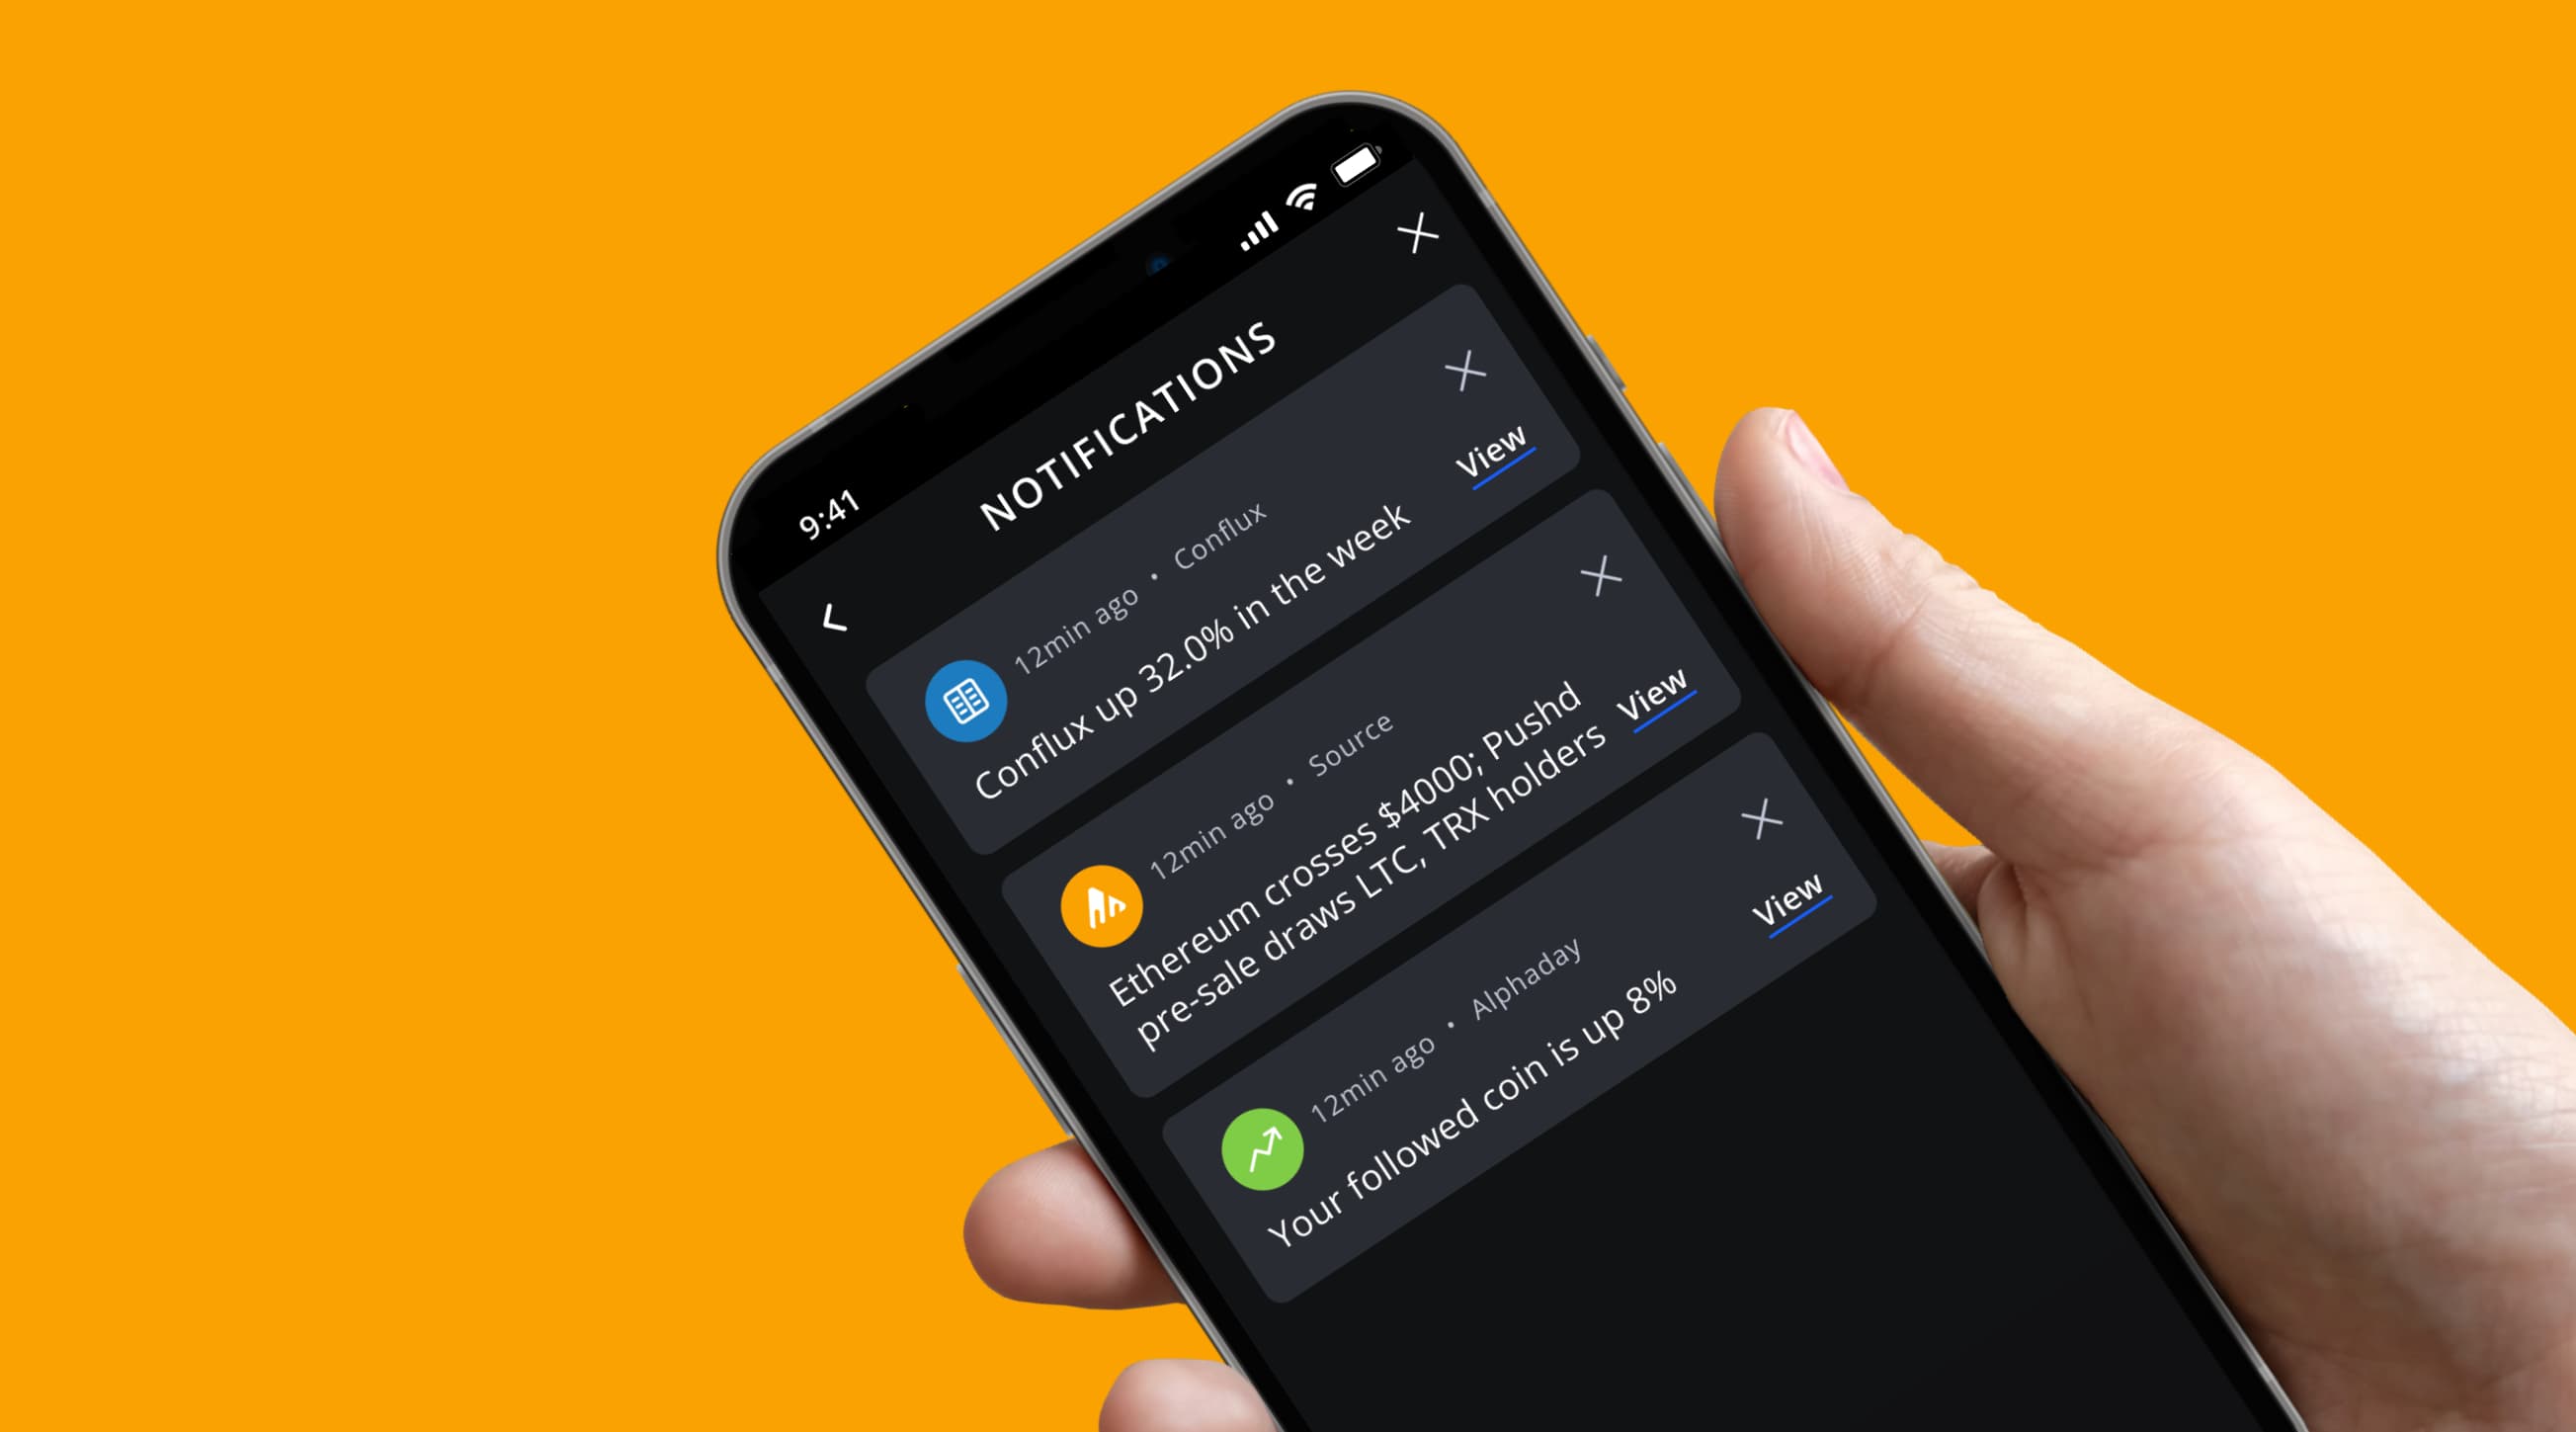 9:41
NOTIFICATIONS
12min ago • Conflux
Conflux up 32.0% in the week
View
12min ago • Source
Ethereum crosses $4000; Pushd
pre-sale draws LTC, TRX holders
View
12min ago • Alphaday
Your followed coin is up 8%
View